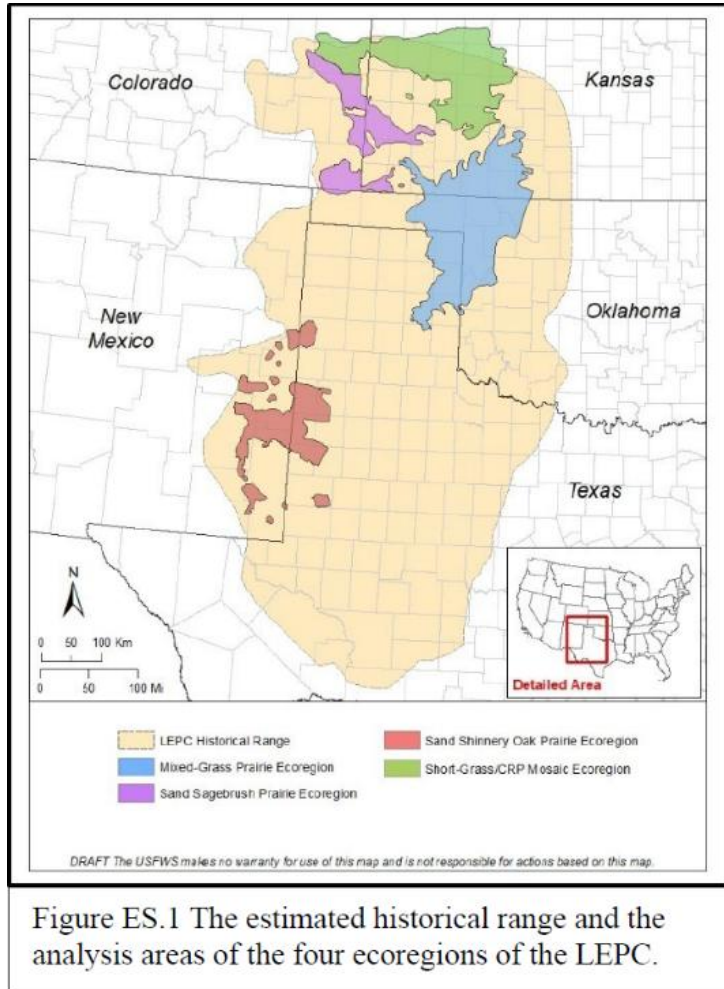 Colorado
Kansas
New
Mexico
Oklahoma
Texas
N
0 50 100 Km
0 50 100 Mi
Detailed Area
LEPC Historical Range
Mixed-Grass Prairie Ecoregion
Sand Sagebrush Prairie Ecoregion
Sand Shinnery Oak Prairie Ecoregion
Short-Grass/CRP Mosaic Ecoregion
DRAFT The USFWS makes no warranty for use of this map and is not responsible for actions based on this map.
Figure ES.1 The estimated historical range and the
analysis areas of the four ecoregions of the LEPC.